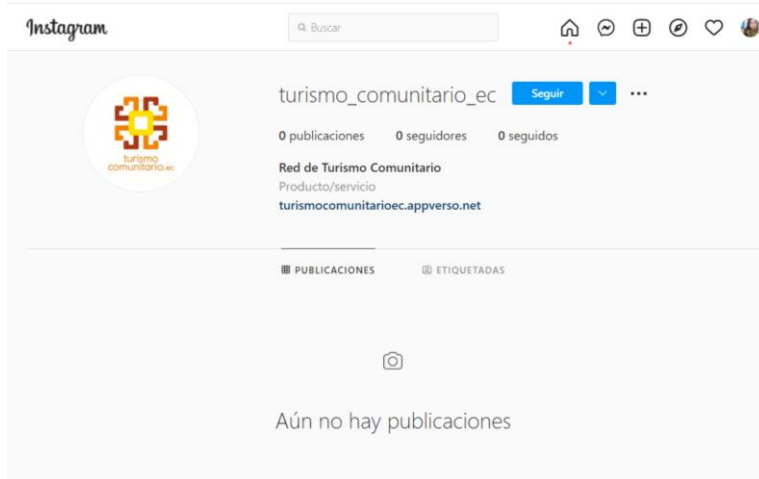 Instagram
Buscar
turismo_comunitario_ec Seguir
0 publicaciones 0 seguidores 0 seguidos
turismo
comunitario.ec
Red de Turismo Comunitario
Producto/servicio
turismocomunitarioec.appverso.net
PUBLICACIONES ETIQUETADAS
Aún no hay publicaciones